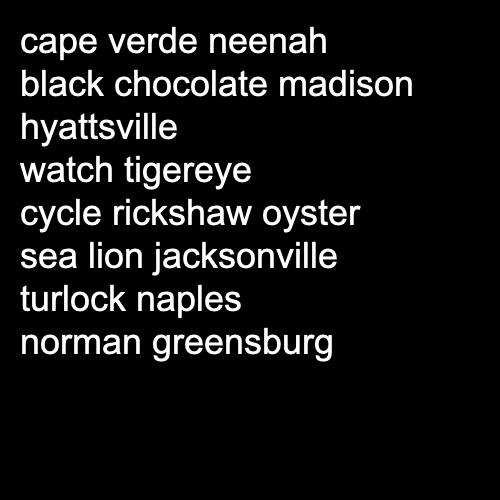 cape verde neenah
black chocolate madison
hyattsville
watch tigereye
cycle rickshaw oyster
sea lion jacksonville
turlock naples
norman greensburg